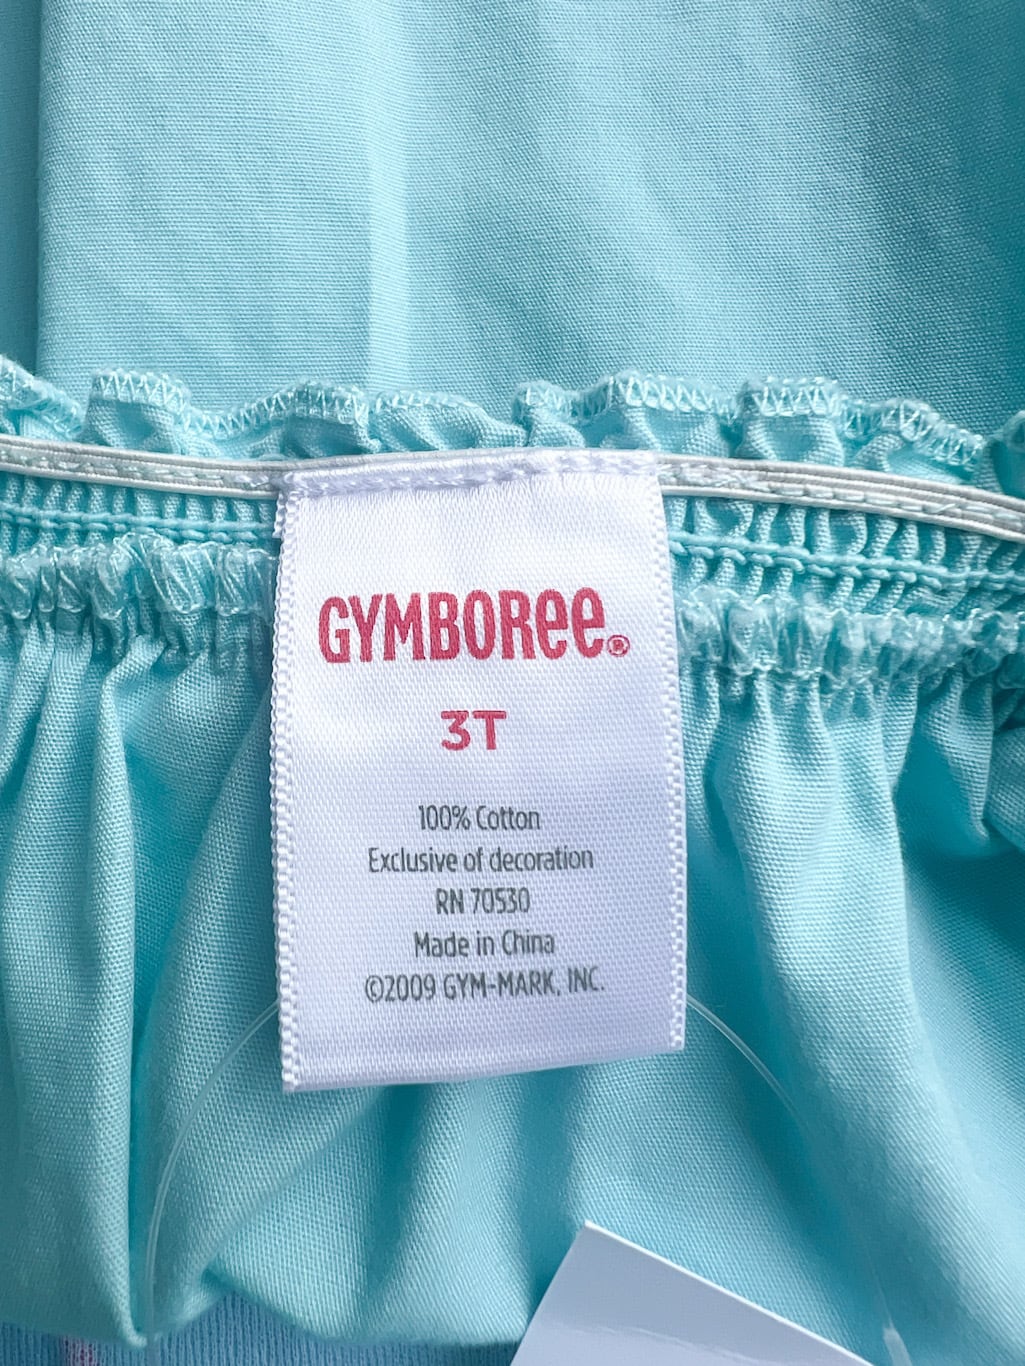 GYMBORee®
3T
100% Cotton
Exclusive of decoration
RN 70530
Made in China
©2009 GYM-MARK, INC.